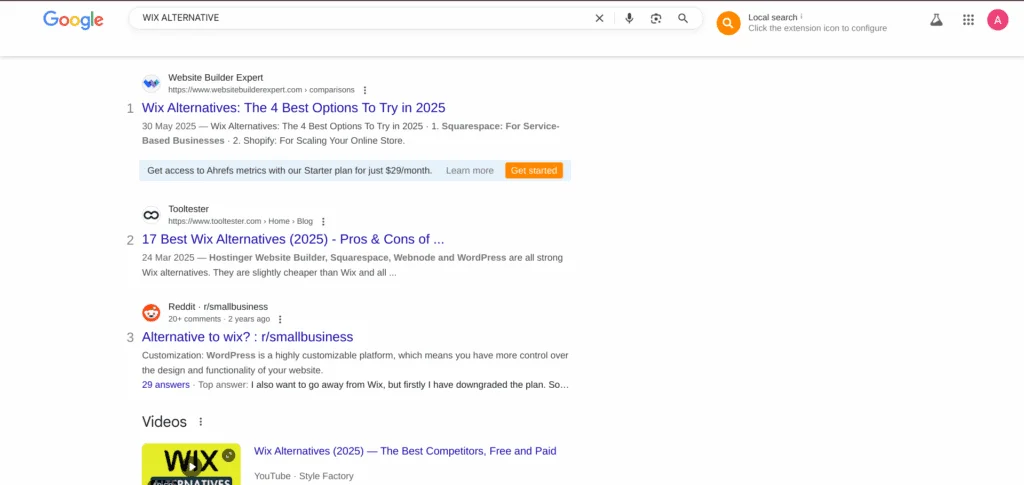 Google
WIX ALTERNATIVE
Local search i
Click the extension icon to configure
A
Website Builder Expert
https://www.websitebuilderexpert.com › comparisons
1 Wix Alternatives: The 4 Best Options To Try in 2025
30 May 2025 — Wix Alternatives: The 4 Best Options To Try in 2025 · 1. Squarespace: For Service-
Based Businesses · 2. Shopify: For Scaling Your Online Store.
Get access to Ahrefs metrics with our Starter plan for just $29/month. Learn more Get started
Tooltester
https://www.tooltester.com › Home › Blog
2 17 Best Wix Alternatives (2025) - Pros & Cons of ...
24 Mar 2025 — Hostinger Website Builder, Squarespace, Webnode and WordPress are all strong
Wix alternatives. They are slightly cheaper than Wix and all ...
Reddit · r/smallbusiness
20+ comments · 2 years ago
3 Alternative to wix? : r/smallbusiness
Customization: WordPress is a highly customizable platform, which means you have more control over
the design and functionality of your website.
29 answers · Top answer: I also want to go away from Wix, but firstly I have downgraded the plan. So…
Videos
WIX
Wix Alternatives (2025) — The Best Competitors, Free and Paid
YouTube · Style Factory